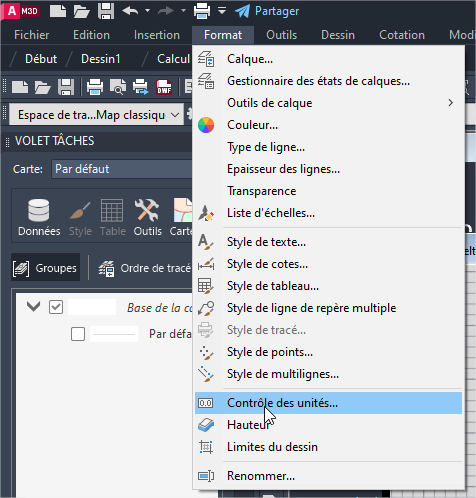 A M3D Partager
Fichier Edition Insertion Format Outils Dessin Cotation
Début Dessin1 Calcul
Calque...
Gestionnaire des états de calques...
DWF
Outils de calque
Espace de tra...Map classiqu
Couleur...
VOLET TÂCHES
Type de ligne...
Carte: Par défaut
Epaisseur des lignes...
Transparence
Liste d'échelles...
Données Style Table Outils Carte
Style de texte...
Style de cotes...
Groupes Ordre de tracé
Style de tableau...
Base de la ca
Style de ligne de repère multiple
Par défa
Style de tracé...
Style de points...
Style de multilignes...
0.0 Contrôle des unités...
Hauteur
Limites du dessin
Renommer...